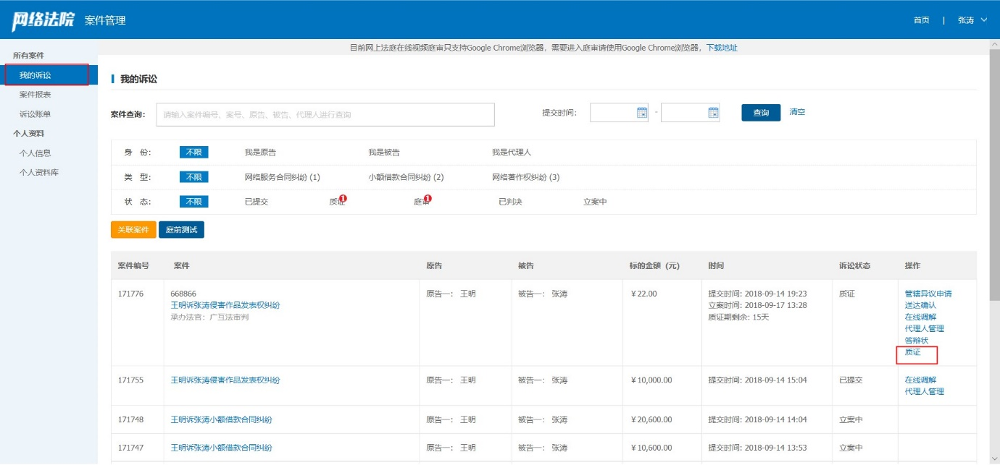 网络法院 案件管理 首页 | 张涛
所有案件
我的诉讼
案件报表
诉讼账单
个人资料
个人信息
个人资料库
目前网上法庭在线视频庭审只支持Google Chrome浏览器，需要进入庭审请使用Google Chrome浏览器，下载地址
我的诉讼
案件查询： 请输入案件编号、案号、原告、被告、代理人进行查询 提交时间： - 查询 清空
身 份： 不限 我是原告 我是被告 我是代理人
类 型： 不限 网络服务合同纠纷 (1) 小额借款合同纠纷 (2) 网络著作权纠纷 (3)
状 态： 不限 已提交 质证 1 庭审 1 已判决 立案中
关联案件 庭前测试
案件编号 案件 原告 被告 标的金额（元） 时间 诉讼状态 操作
171776 668866 原告一： 王明 被告一： 张涛 ￥22.00 提交时间: 2018-09-14 19:23 质证 管辖异议申请
王明诉张涛侵害作品发表权纠纷 立案时间: 2018-09-17 13:28 送达确认
承办法官：广互法审判 质证期剩余: 15天 在线调解
代理人管理
答辩状
质证
171755 王明诉张涛侵害作品发表权纠纷 原告一： 王明 被告一： 张涛 ￥10,000.00 提交时间: 2018-09-14 15:04 已提交 在线调解
代理人管理
171748 王明诉张涛小额借款合同纠纷 原告一： 王明 被告一： 张涛 ￥20,600.00 提交时间: 2018-09-14 14:04 立案中
171747 王明诉张涛小额借款合同纠纷 原告一： 王明 被告一： 张涛 ￥10,600.00 提交时间: 2018-09-14 13:53 立案中